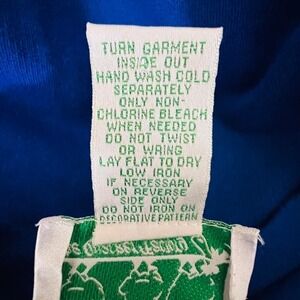 TURN GARMENT
INSIDE OUT
HAND WASH COLD
SEPARATELY
ONLY NON-
CHLORINE BLEACH
WHEN NEEDED
DO NOT TWIST
OR WRING
LAY FLAT TO DRY
LOW IRON
IF NECESSARY
ON REVERSE
SIDE ONLY
DO NOT IRON ON
DECORATIVE PATTERN